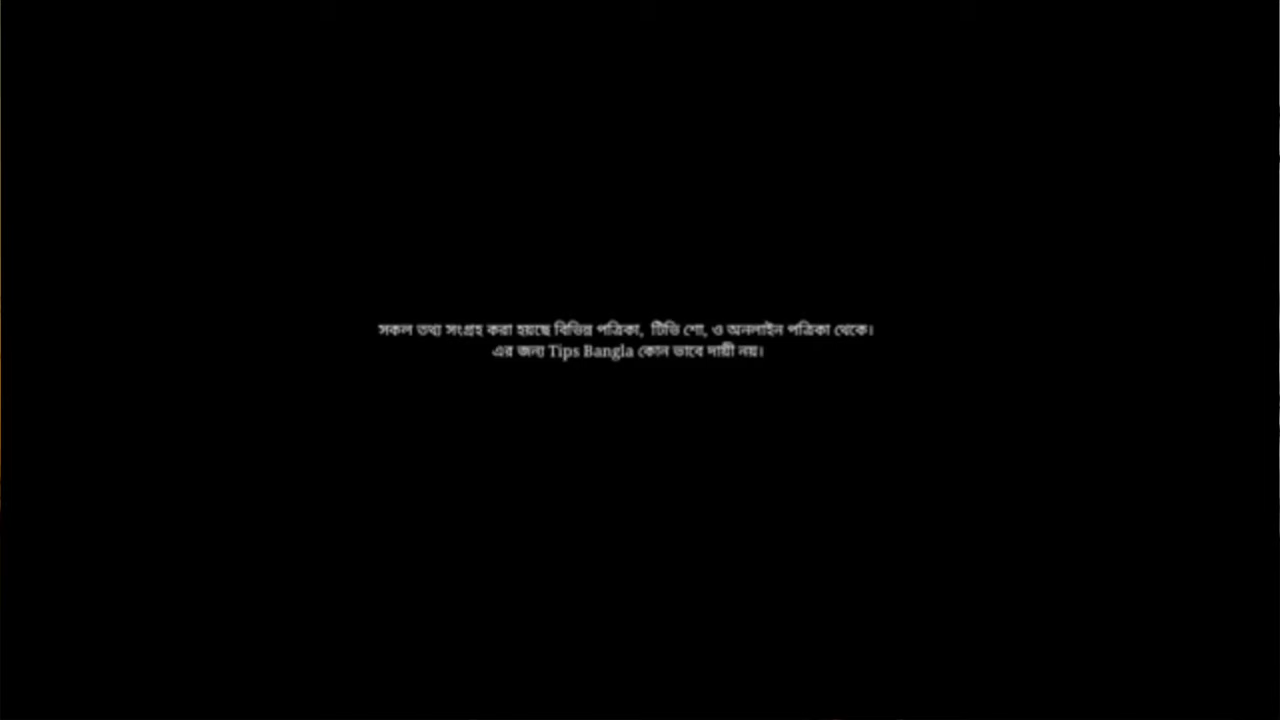 সকল তথ্য সংগ্রহ করা হয়ছে বিভিন্ন পত্রিকা, টিভি শো, ও অনলাইন পত্রিকা থেকে।
এর জন্য Tips Bangla কোন ভাবে দায়ী নয়।